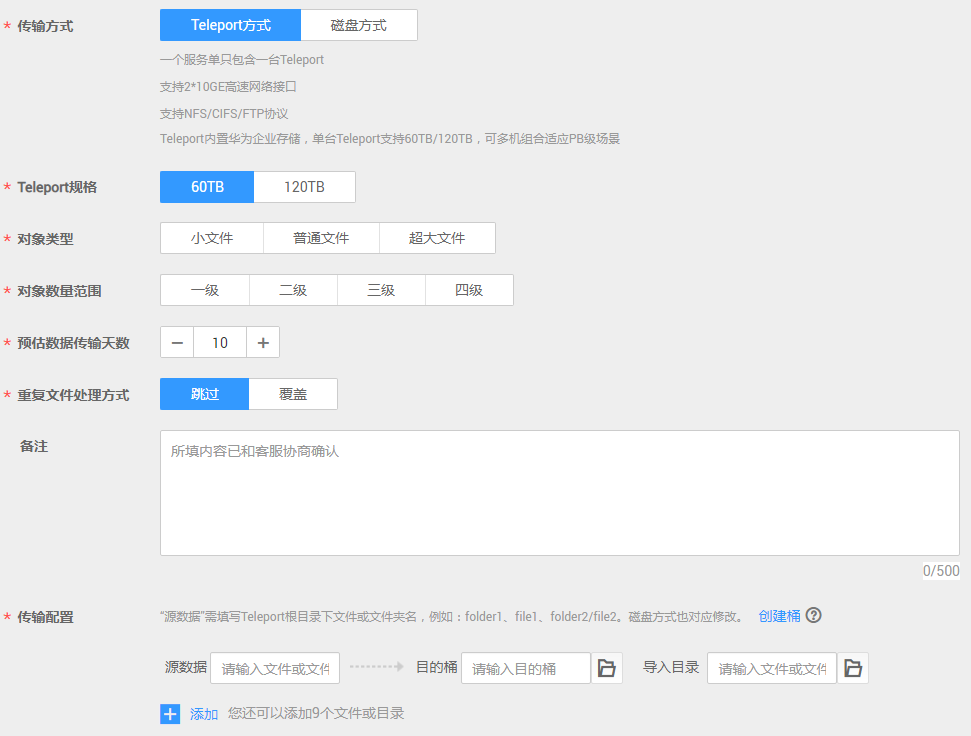 * 传输方式 Teleport方式 磁盘方式
一个服务单只包含一台Teleport
支持2*10GE高速网络接口
支持NFS/CIFS/FTP协议
Teleport内置华为企业存储，单台Teleport支持60TB/120TB，可多机组合适应PB级场景
* Teleport规格 60TB 120TB
* 对象类型 小文件 普通文件 超大文件
* 对象数量范围 一级 二级 三级 四级
* 预估数据传输天数 − 10 +
* 重复文件处理方式 跳过 覆盖
备注 所填内容已和客服协商确认
0/500
* 传输配置 “源数据”需填写Teleport根目录下文件或文件夹名，例如：folder1、file1、folder2/file2。磁盘方式也对应修改。 创建桶 ?
源数据 请输入文件或文件 目的桶 请输入目的桶 导入目录 请输入文件或文件
+ 添加 您还可以添加9个文件或目录